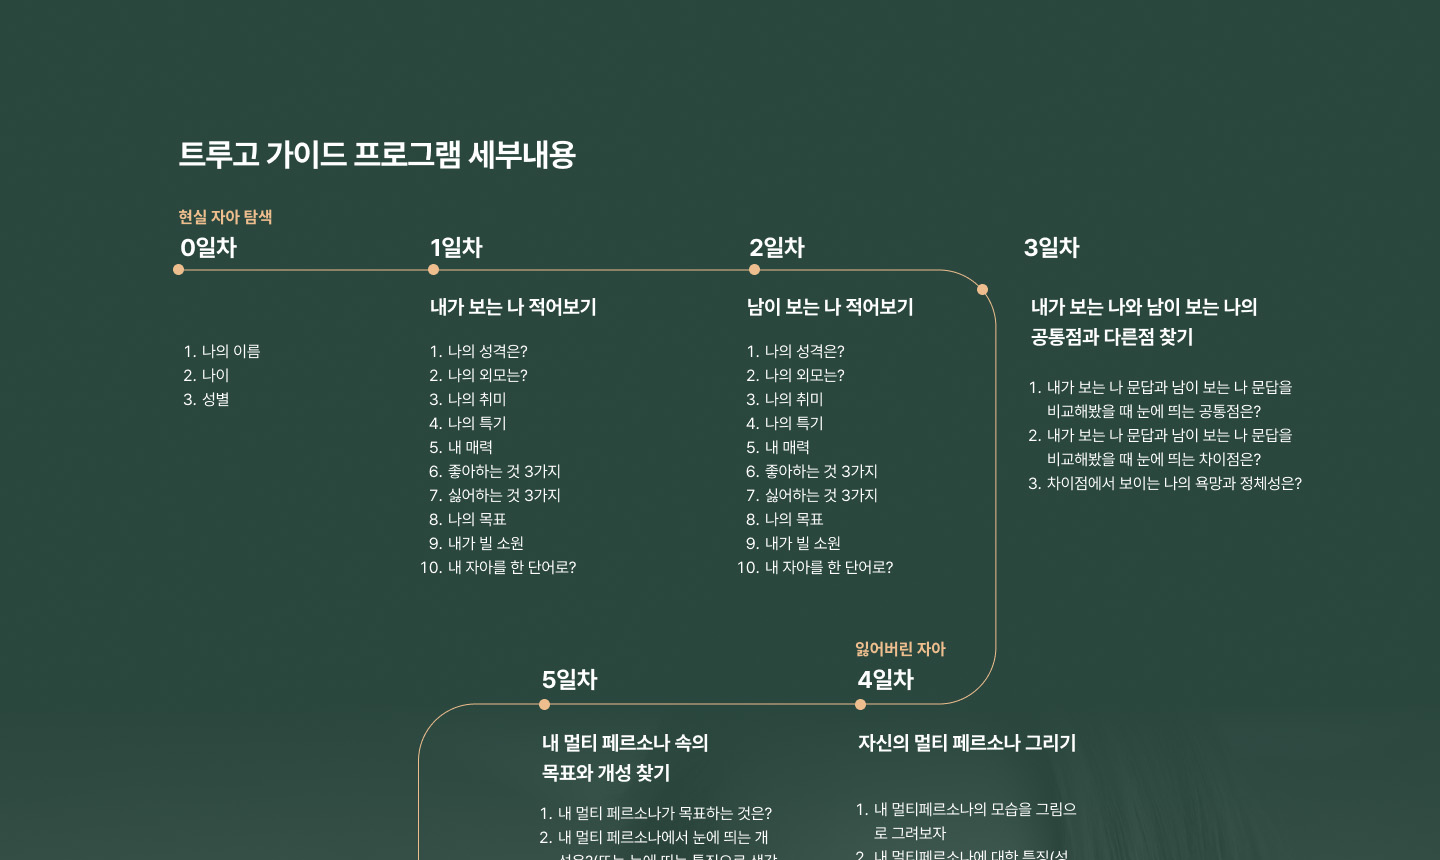 트루고 가이드 프로그램 세부내용
현실 자아 탐색
0일차
1. 나의 이름
2. 나이
3. 성별
1일차
내가 보는 나 적어보기
1. 나의 성격은?
2. 나의 외모는?
3. 나의 취미
4. 나의 특기
5. 내 매력
6. 좋아하는 것 3가지
7. 싫어하는 것 3가지
8. 나의 목표
9. 내가 빌 소원
10. 내 자아를 한 단어로?
2일차
남이 보는 나 적어보기
1. 나의 성격은?
2. 나의 외모는?
3. 나의 취미
4. 나의 특기
5. 내 매력
6. 좋아하는 것 3가지
7. 싫어하는 것 3가지
8. 나의 목표
9. 내가 빌 소원
10. 내 자아를 한 단어로?
3일차
내가 보는 나와 남이 보는 나의
공통점과 다른점 찾기
1. 내가 보는 나 문답과 남이 보는 나 문답을
비교해봤을 때 눈에 띄는 공통점은?
2. 내가 보는 나 문답과 남이 보는 나 문답을
비교해봤을 때 눈에 띄는 차이점은?
3. 차이점에서 보이는 나의 욕망과 정체성은?
잃어버린 자아
4일차
자신의 멀티 페르소나 그리기
1. 내 멀티페르소나의 모습을 그림으
로 그려보자
2. 내 멀티페르소나에 대한 특징(성
5일차
내 멀티 페르소나 속의
목표와 개성 찾기
1. 내 멀티 페르소나가 목표하는 것은?
2. 내 멀티 페르소나에서 눈에 띄는 개